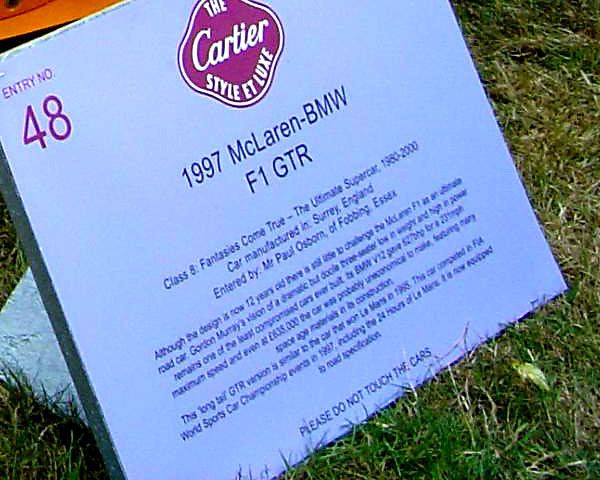 THE
Cartier
STYLE ET LUXE
ENTRY NO.
48
1997 McLaren-BMW
F1 GTR
Class 8: Fantasies Come True – The Ultimate Supercar, 1980-2000
Car manufactured in: Surrey, England
Entered by: Mr Paul Osborn, of Fobbing, Essex
Although the design is now 12 years old there is still little to challenge the McLaren F1 as an ultimate
road car. Gordon Murray's vision of a dramatic but docile three-seater low in weight and high in power
remains one of the least compromised cars ever built. Its BMW V12 gave 627bhp for a 231mph
maximum speed and even at £635,000 the car was probably uneconomic to make, featuring many
space age materials in its construction.
This 'long tail' GTR version is similar to the car that won Le Mans in 1995. This car competed in FIA
World Sports Car Championship events in 1997, including the 24 Hours of Le Mans. It is now equipped
to road specification.
PLEASE DO NOT TOUCH THE CARS